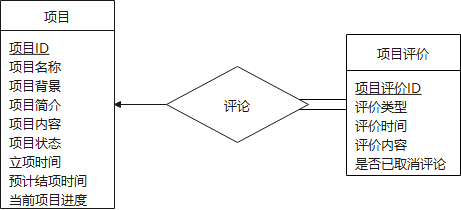 项目
项目ID
项目名称
项目背景
项目简介
项目内容
项目状态
立项时间
预计结项时间
当前项目进度
评论
项目评价
项目评价ID
评价类型
评价时间
评价内容
是否已取消评论